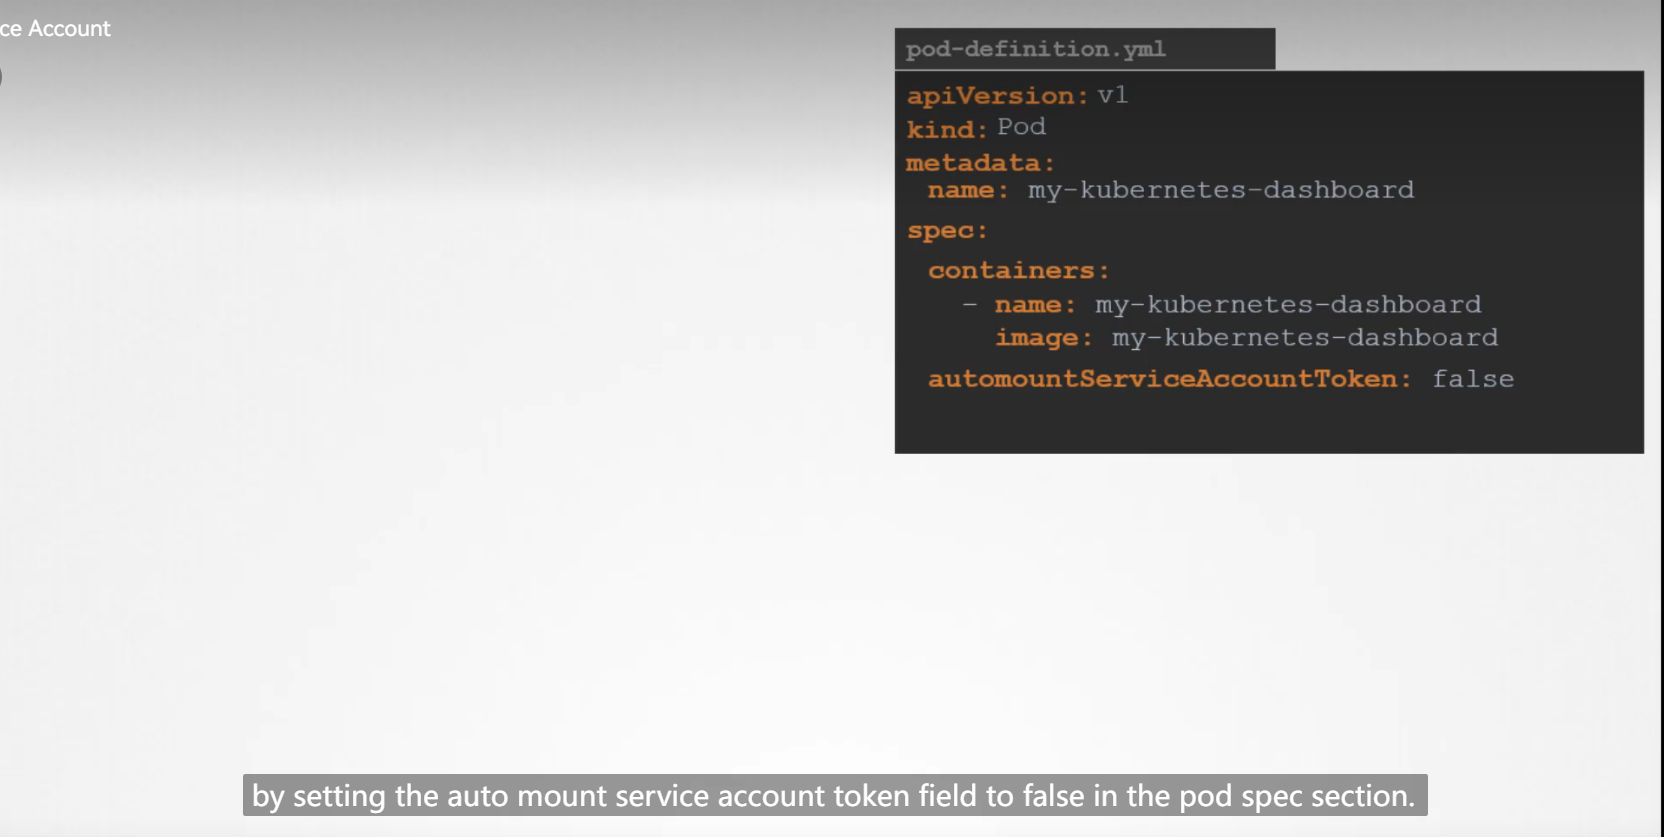 ce Account
pod-definition.yml
apiVersion: v1
kind: Pod
metadata:
name: my-kubernetes-dashboard
spec:
containers:
- name: my-kubernetes-dashboard
image: my-kubernetes-dashboard
automountServiceAccountToken: false
by setting the auto mount service account token field to false in the pod spec section.